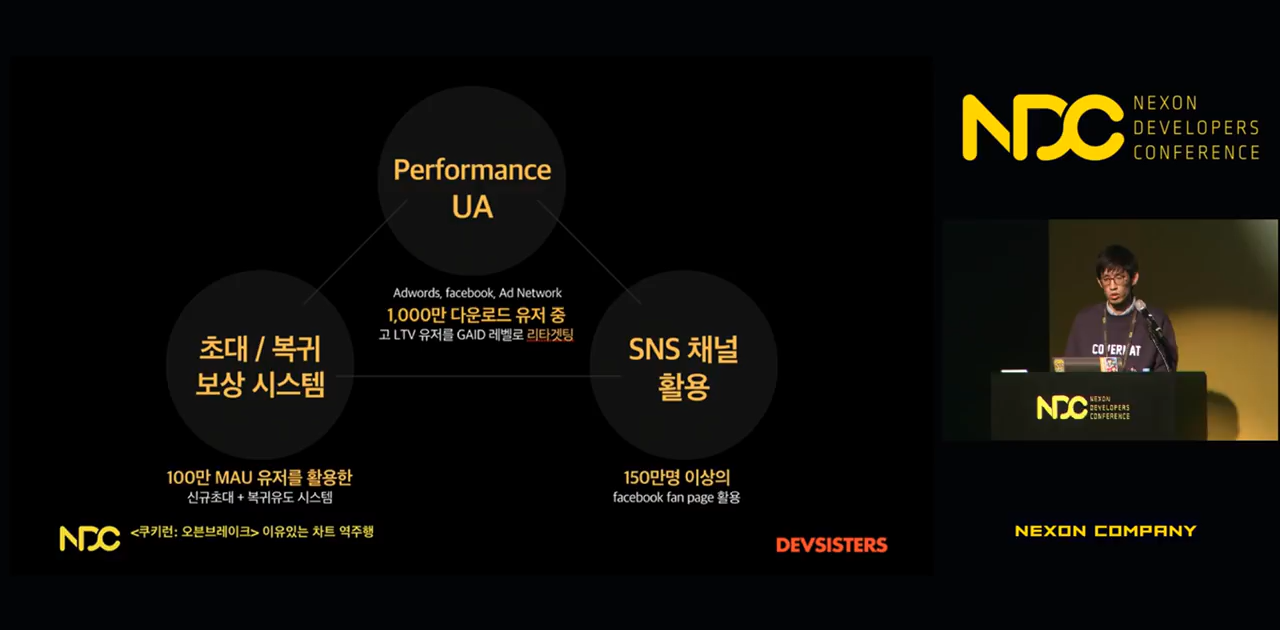 Performance
UA
Adwords, facebook, Ad Network
1,000만 다운로드 유저 중
고 LTV 유저를 GAID 레벨로 리타겟팅
초대 / 복귀
보상 시스템
100만 MAU 유저를 활용한
신규초대 + 복귀유도 시스템
SNS 채널
활용
150만명 이상의
facebook fan page 활용
NDC
<쿠키런: 오븐브레이크> 이유있는 차트 역주행
DEVSISTERS
NDC
NEXON
DEVELOPERS
CONFERENCE
NDC
NEXON
DEVELOPERS
CONFERENCE
NEXON COMPANY